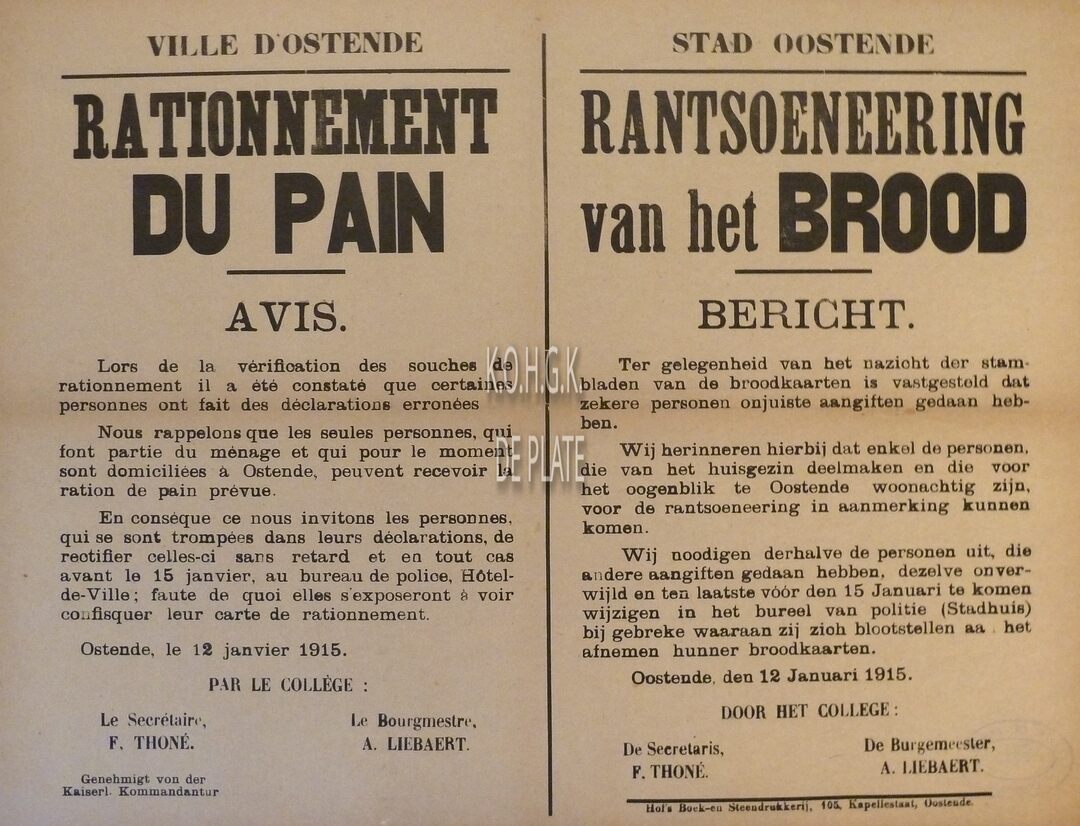 VILLE D'OSTENDE
RATIONNEMENT
DU PAIN
AVIS.
Lors de la vérification des souches de
rationnement il a été constaté que certaines
personnes ont fait des déclarations erronées
Nous rappelons que les seules personnes, qui
font partie du ménage et qui pour le moment
sont domiciliées à Ostende, peuvent recevoir la
ration de pain prévue.
En conséque ce nous invitons les personnes,
qui se sont trompées dans leurs déclarations, de
rectifier celles-ci sans retard et en tout cas
avant le 15 janvier, au bureau de police, Hôtel-
de-Ville; faute de quoi elles s'exposeront à voir
confisquer leur carte de rationnement.
Ostende, le 12 janvier 1915.
PAR LE COLLÈGE :
Le Secrétaire,
F. THONÉ.
Le Bourgmestre,
A. LIEBAERT.
Genehmigt von der
Kaiserl. Kommandantur
STAD OOSTENDE
RANTSOENEERING
van het BROOD
BERICHT.
Ter gelegenheid van het nazicht der stam-
bladen van de broodkaarten is vastgesteld dat
zekere personen onjuiste aangiften gedaan heb-
ben.
Wij herinneren hierbij dat enkel de personen,
die van het huisgezin deelmaken en die voor
het oogenblik te Oostende woonachtig zijn,
voor de rantsoeneering in aanmerking kunnen
komen.
Wij noodigen derhalve de personen uit, die
andere aangiften gedaan hebben, dezelve onver-
wijld en ten laatste vóór den 15 Januari te komen
wijzigen in het bureel van politie (Stadhuis)
bij gebreke waaraan zij zich blootstellen aa . het
afnemen hunner broodkaarten.
Oostende, den 12 Januari 1915.
DOOR HET COLLEGE :
De Secretaris,
F. THONÉ.
De Burgemeester,
A. LIEBAERT.
Hof's Boek-en Steendrukkerij, 105, Kapellestaat, Oostende.
K.O.H.G.K.
DE PLATE